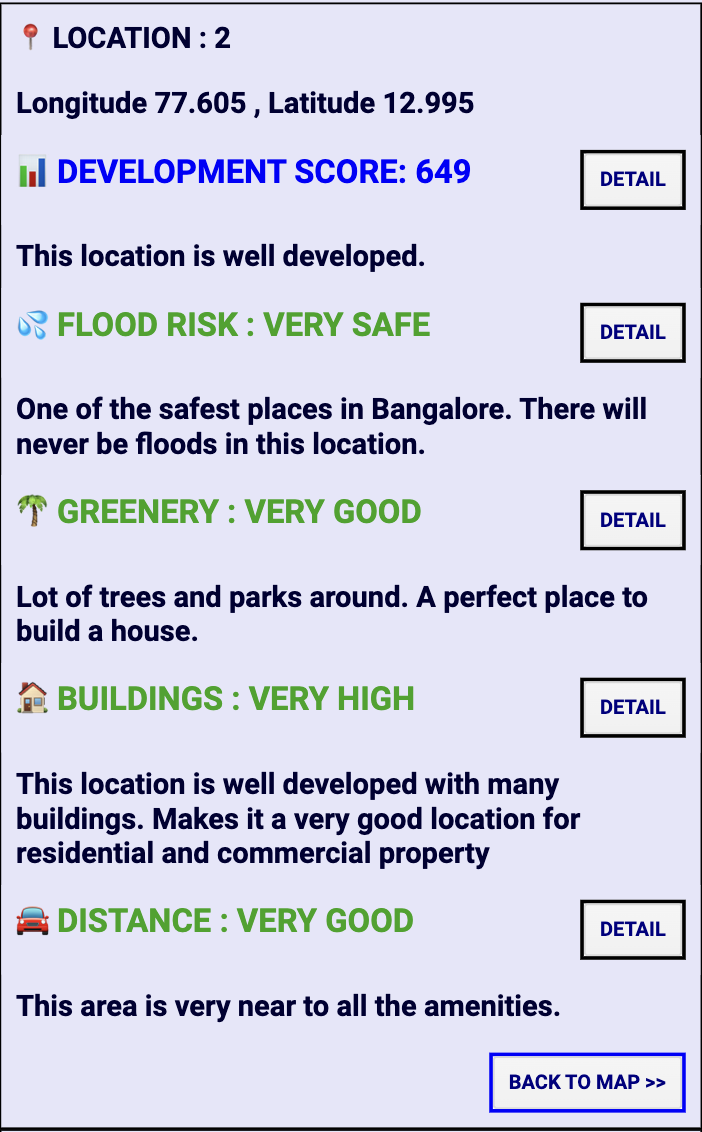 LOCATION : 2
Longitude 77.605 , Latitude 12.995
DEVELOPMENT SCORE: 649
DETAIL
This location is well developed.
FLOOD RISK : VERY SAFE
DETAIL
One of the safest places in Bangalore. There will
never be floods in this location.
GREENERY : VERY GOOD
DETAIL
Lot of trees and parks around. A perfect place to
build a house.
BUILDINGS : VERY HIGH
DETAIL
This location is well developed with many
buildings. Makes it a very good location for
residential and commercial property
DISTANCE : VERY GOOD
DETAIL
This area is very near to all the amenities.
BACK TO MAP >>